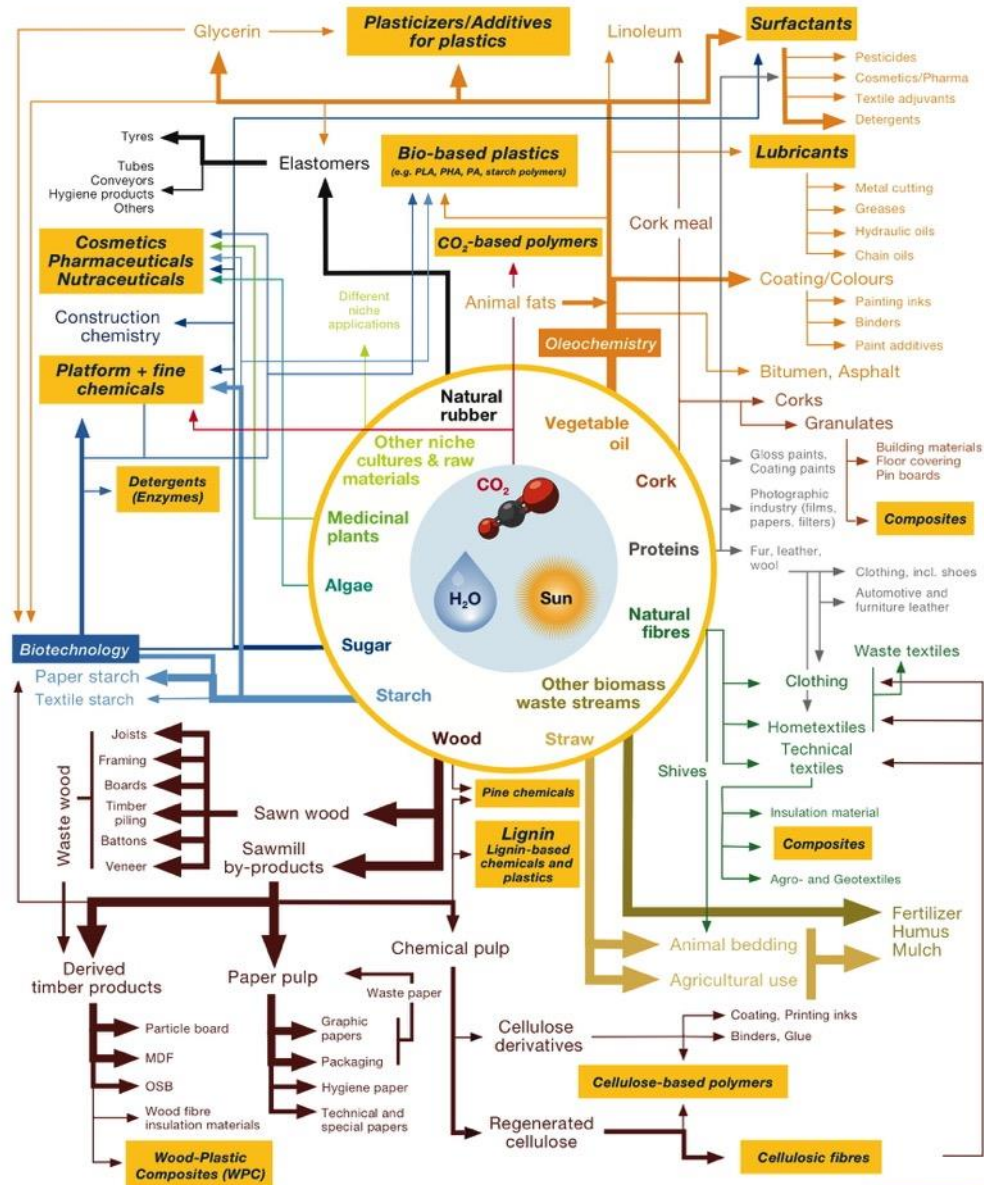 Glycerin
Plasticizers/Additives
for plastics
Linoleum
Surfactants
Pesticides
Cosmetics/Pharma
Textile adjuvants
Detergents
Tyres
Tubes
Conveyors
Hygiene products
Others
Elastomers
Bio-based plastics
(e.g. PLA, PHA, PA, starch polymers)
Lubricants
Metal cutting
Greases
Hydraulic oils
Chain oils
Cork meal
Cosmetics
Pharmaceuticals
Nutraceuticals
CO₂-based polymers
Different
niche
applications
Animal fats
Coating/Colours
Painting inks
Binders
Paint additives
Construction
chemistry
Oleochemistry
Platform + fine
chemicals
Bitumen, Asphalt
Natural
rubber
Vegetable
oil
Corks
Granulates
Other niche
cultures & raw
materials
Cork
Gloss paints,
Coating paints
Building materials
Floor covering
Pin boards
Detergents
(Enzymes)
CO₂
Photographic
industry (films,
papers. filters)
Composites
Medicinal
plants
Proteins
Fur, leather,
wool
Clothing, incl. shoes
Automotive and
furniture leather
Algae
H₂O
Sun
Natural
fibres
Biotechnology
Sugar
Waste textiles
Paper starch
Textile starch
Starch
Other biomass
waste streams
Clothing
Hometextiles
Technical
textiles
Wood
Straw
Shives
Joists
Framing
Boards
Timber
piling
Battons
Veneer
Waste wood
Sawn wood
Sawmill
by-products
Pine chemicals
Lignin
Lignin-based
chemicals and
plastics
Insulation material
Composites
Agro- and Geotextiles
Fertilizer
Humus
Mulch
Animal bedding
Agricultural use
Derived
timber products
Paper pulp
Chemical pulp
Waste paper
Particle board
MDF
OSB
Wood fibre
insulation materials
Wood-Plastic
Composites (WPC)
Graphic
papers
Packaging
Hygiene paper
Technical and
special papers
Cellulose
derivatives
Coating, Printing inks
Binders, Glue
Cellulose-based polymers
Regenerated
cellulose
Cellulosic fibres